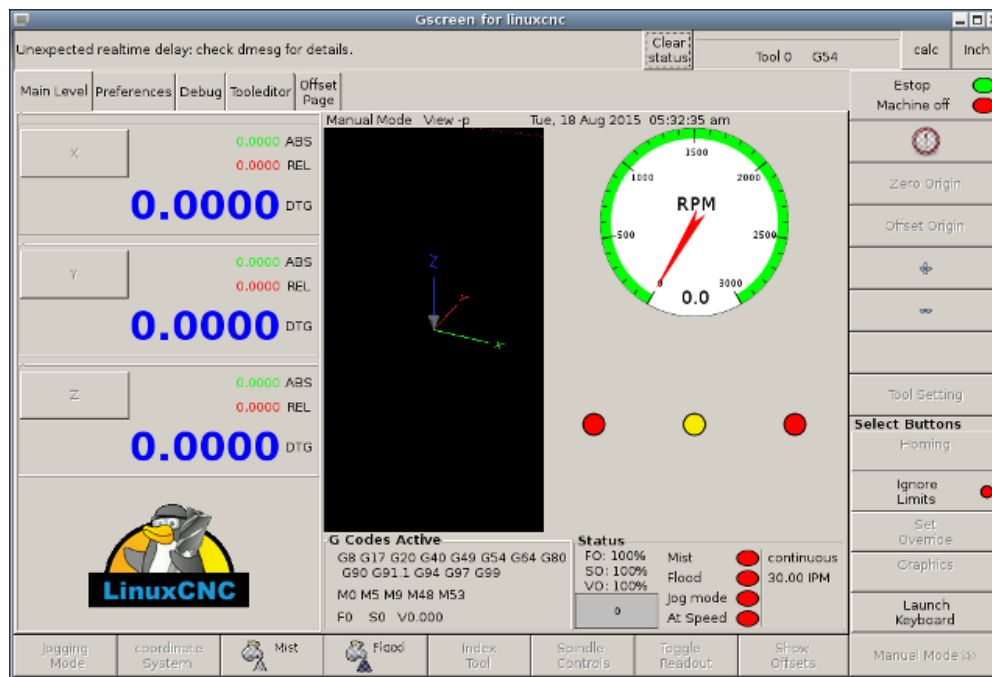 Gscreen for linuxcnc
Unexpected realtime delay: check dmesg for details.
Clear status
Tool 0 G54
calc
Inch
Main Level
Preferences
Debug
Tooleditor
Offset Page
Estop
Machine off
Manual Mode View -p Tue, 18 Aug 2015 05:32:35 am
X
0.0000 ABS
0.0000 REL
0.0000 DTG
Y
0.0000 ABS
0.0000 REL
0.0000 DTG
Z
0.0000 ABS
0.0000 REL
0.0000 DTG
LinuxCNC
Z
Y
X
0
500
1000
1500
2000
2500
3000
RPM
0.0
G Codes Active
G8 G17 G20 G40 G49 G54 G64 G80
G90 G91.1 G94 G97 G99
M0 M5 M9 M48 M53
F0 S0 V0.000
Status
FO: 100%
SO: 100%
VO: 100%
0
Mist
Flood
Jog mode
At Speed
continuous
30.00 IPM
Zero Origin
Offset Origin
Tool Setting
Select Buttons
Homing
Ignore
Limits
Set
Override
Graphics
Launch
Keyboard
Jogging
Mode
coordinate
System
Mist
Flood
Index
Tool
Spindle
Controls
Toggle
Readout
Show
Offsets
Manual Mode